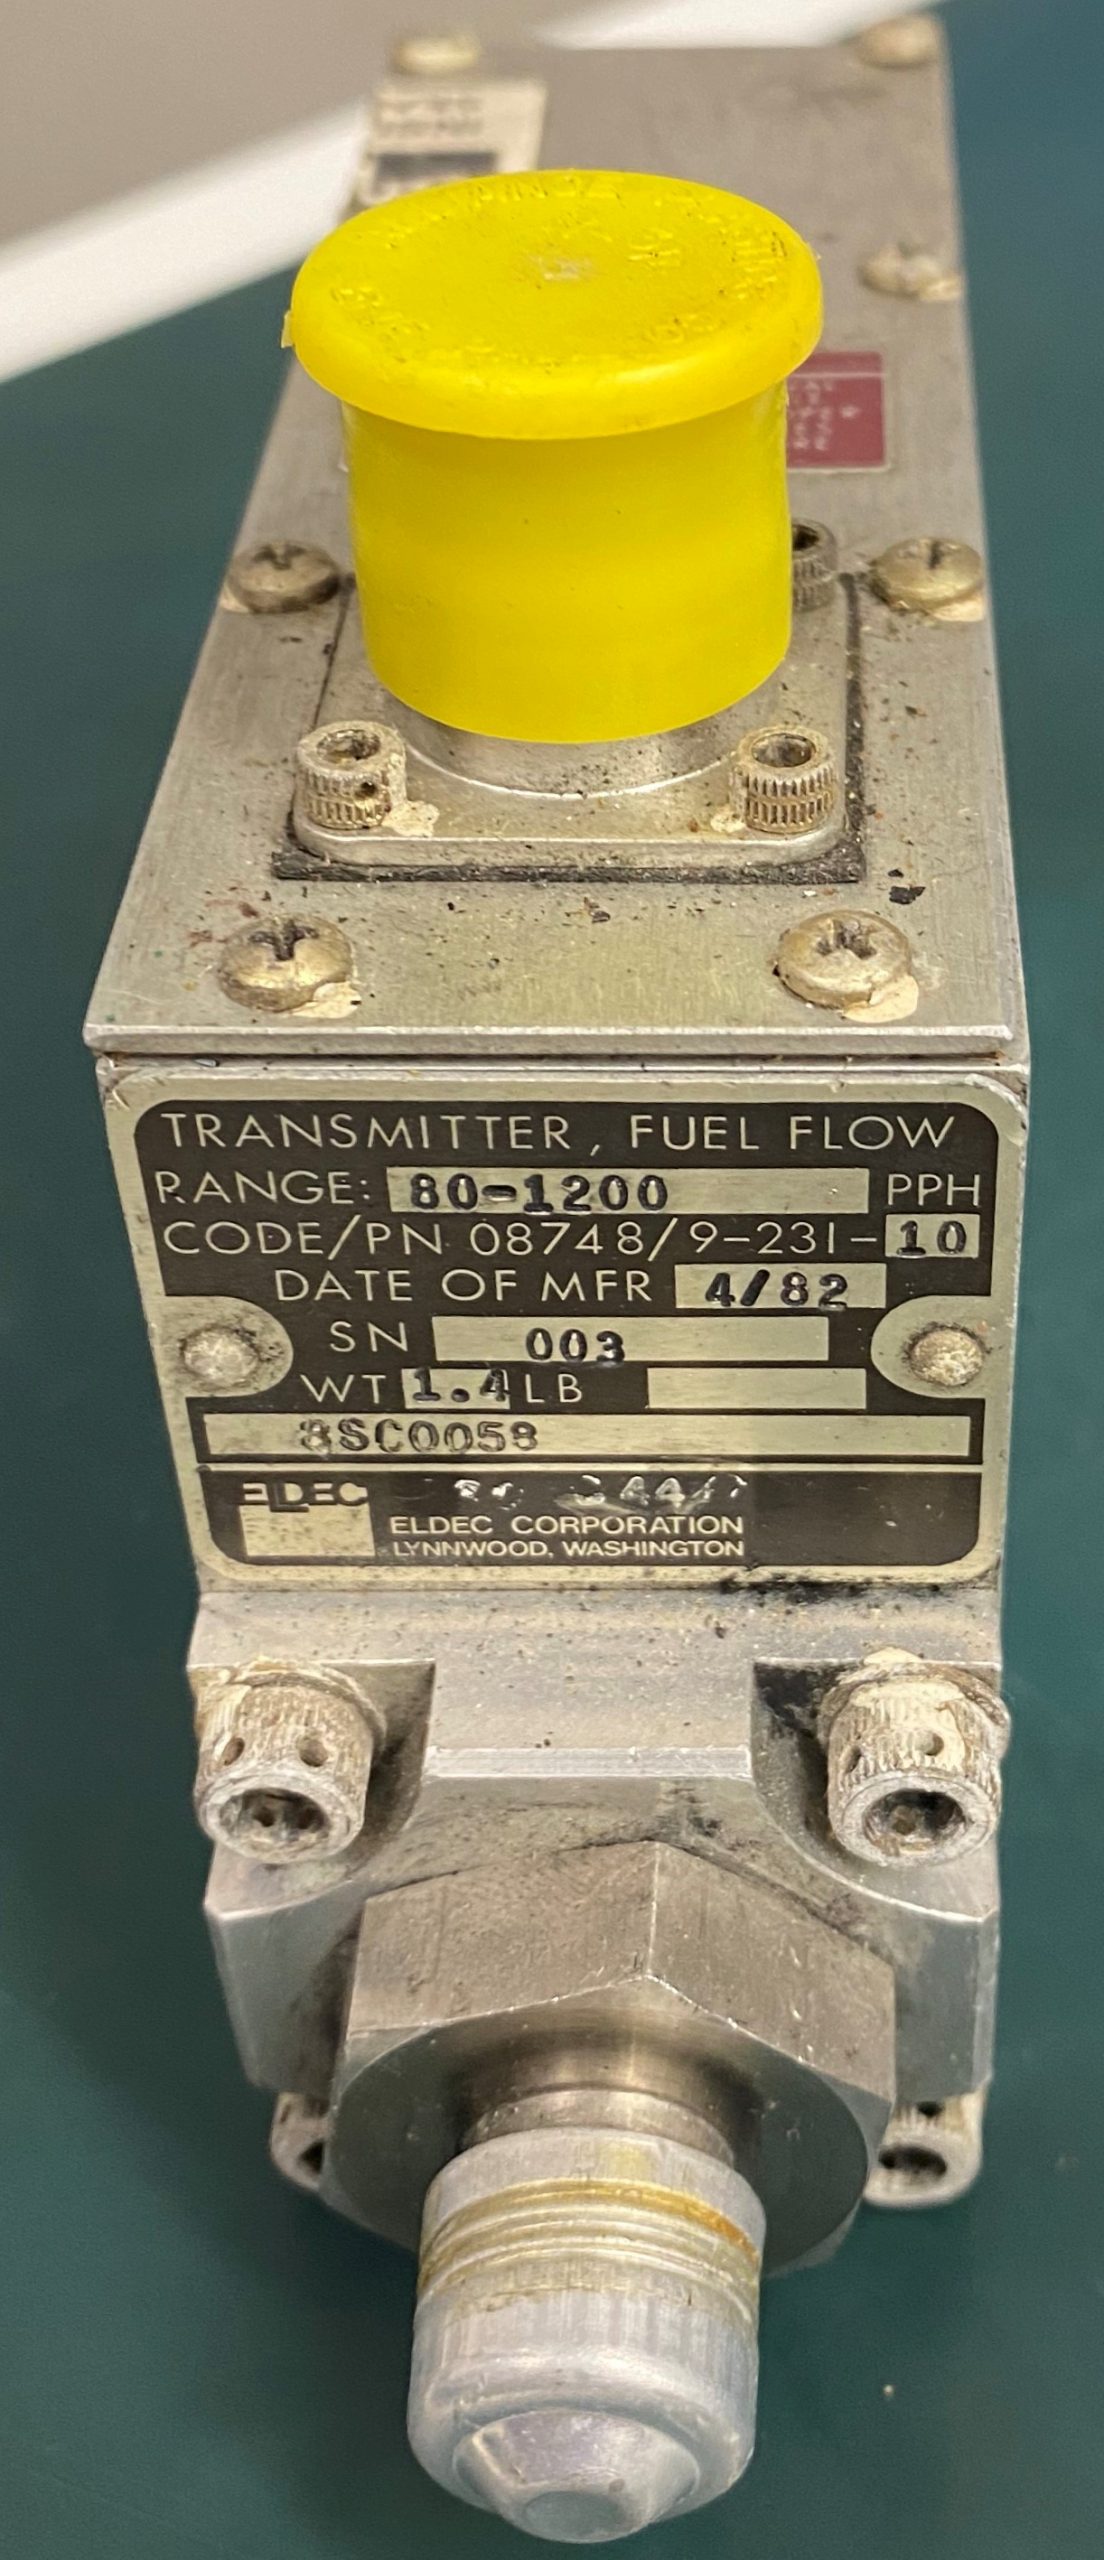 TRANSMITTER, FUEL FLOW
RANGE: 80-1200 PPH
CODE/PN 08748/9-231-10
DATE OF MFR 4/82
SN 003
WT 1.4 LB
3SC0058
ELDEC
ELDEC CORPORATION
LYNNWOOD, WASHINGTON